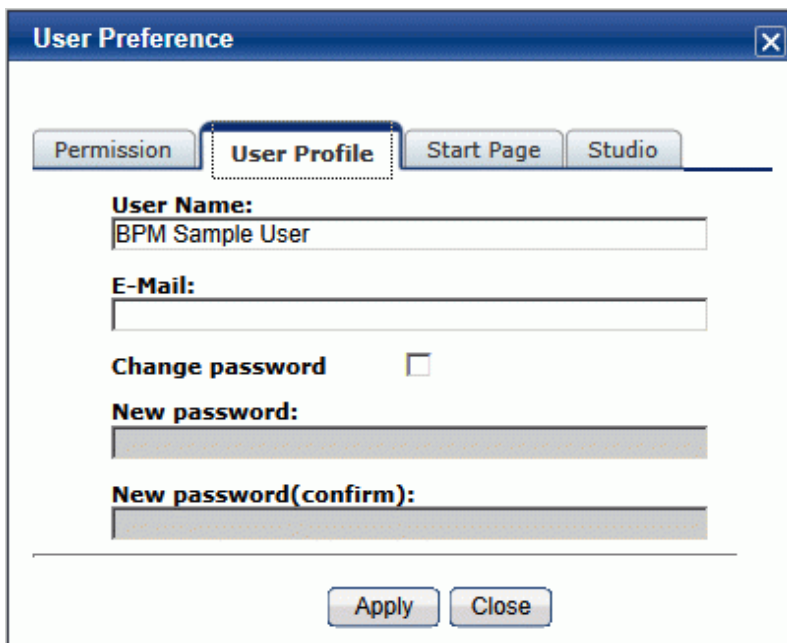 User Preference
Permission User Profile Start Page Studio
User Name:
BPM Sample User
E-Mail:
Change password
New password:
New password(confirm):
Apply Close